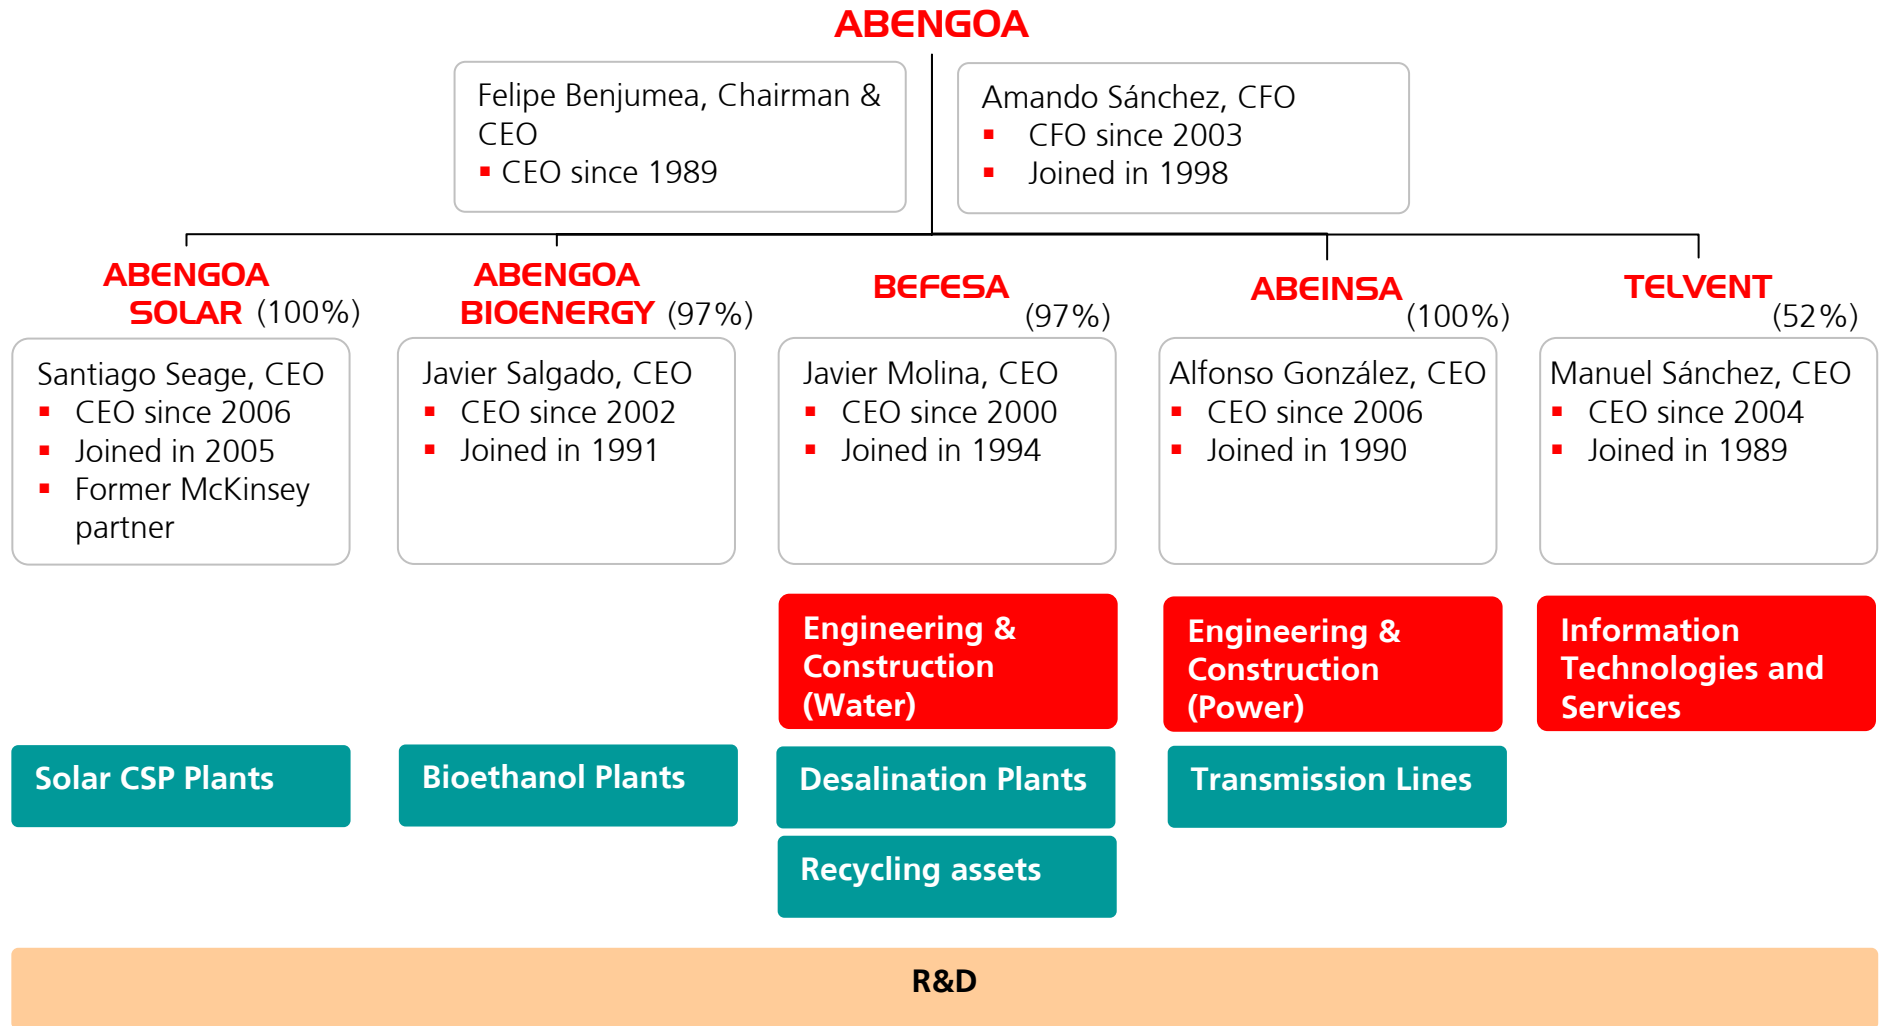 ABENGOA
Felipe Benjumea, Chairman &
CEO
▪ CEO since 1989
Amando Sánchez, CFO
▪ CFO since 2003
▪ Joined in 1998
ABENGOA
SOLAR (100%)
Santiago Seage, CEO
▪ CEO since 2006
▪ Joined in 2005
▪ Former McKinsey
partner
Solar CSP Plants
ABENGOA
BIOENERGY (97%)
Javier Salgado, CEO
▪ CEO since 2002
▪ Joined in 1991
Bioethanol Plants
BEFESA
(97%)
Javier Molina, CEO
▪ CEO since 2000
▪ Joined in 1994
Engineering &
Construction
(Water)
Desalination Plants
Recycling assets
ABEINSA
(100%)
Alfonso González, CEO
▪ CEO since 2006
▪ Joined in 1990
Engineering &
Construction
(Power)
Transmission Lines
TELVENT
(52%)
Manuel Sánchez, CEO
▪ CEO since 2004
▪ Joined in 1989
Information
Technologies and
Services
R&D